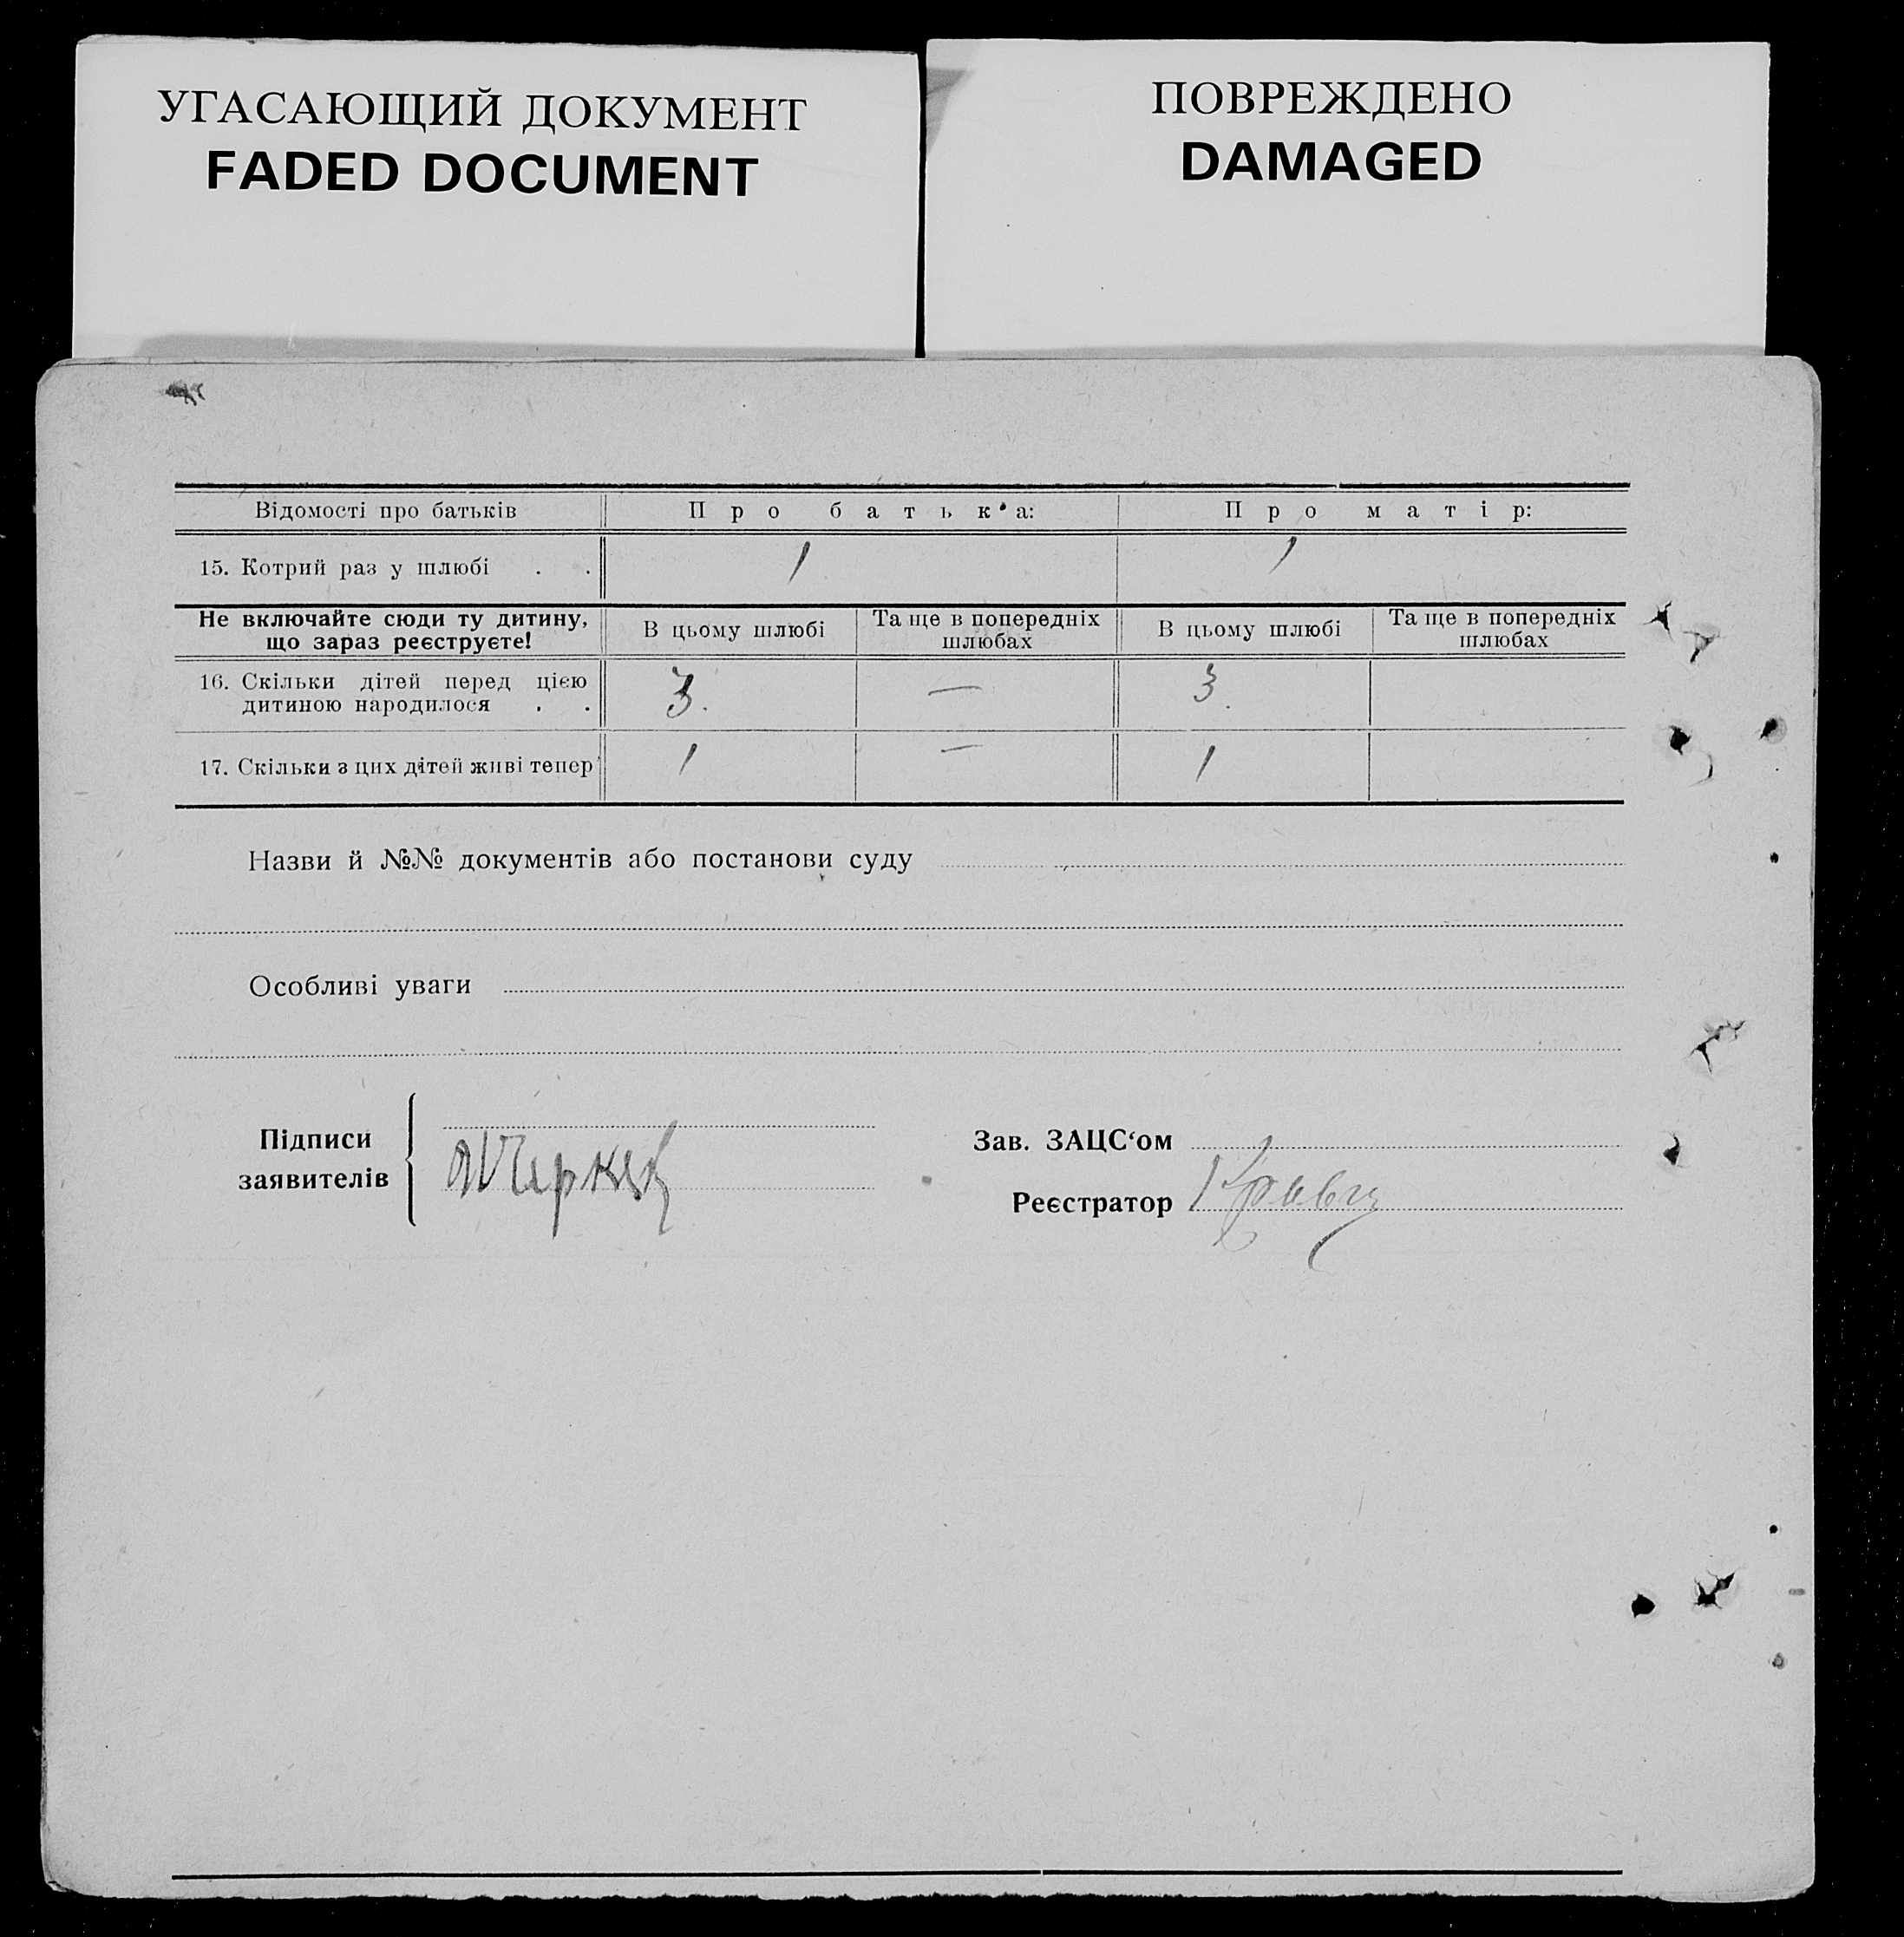 УГАСАЮЩИЙ ДОКУМЕНТ
FADED DOCUMENT
ПОВРЕЖДЕНО
DAMAGED
Відомості про батьків Про батька: Про матір:
15. Котрий раз у шлюбі . . 1 1
Не включайте сюди ту дитину, що зараз реєструєте! В цьому шлюбі Та ще в попередніх шлюбах В цьому шлюбі Та ще в попередніх шлюбах
16. Скільки дітей перед цією
дитиною народилося . . 3. — 3.
17. Скільки з цих дітей живі тепер 1 — 1
Назви й №№ документів або постанови суду
Особливі уваги
Підписи
заявителів
Зав. ЗАЦС‘ом
Реєстратор